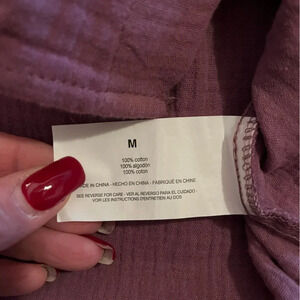 M
100% cotton
100% algodón
100% coton
MADE IN CHINA - HECHO EN CHINA - FABRIQUÉ EN CHINE
SEE REVERSE FOR CARE - VER AL REVERSO PARA EL CUIDADO -
VOIR LES INSTRUCTIONS D'ENTRETIEN AU DOS